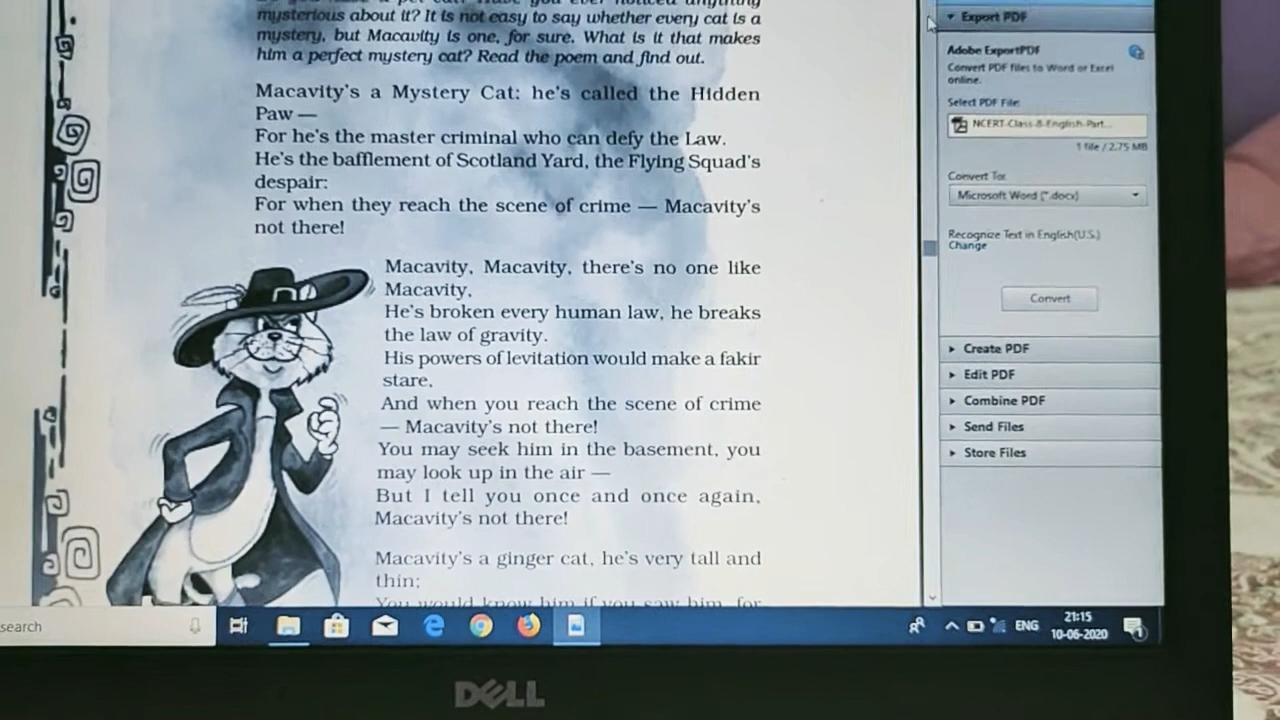 mysterious about it? It is not easy to say whether every cat is a
mystery, but Macavity is one, for sure. What is it that makes
him a perfect mystery cat? Read the poem and find out.
Macavity's a Mystery Cat: he's called the Hidden
Paw —
For he's the master criminal who can defy the Law.
He's the bafflement of Scotland Yard, the Flying Squad's
despair:
For when they reach the scene of crime — Macavity's
not there!
Macavity, Macavity, there's no one like
Macavity,
He's broken every human law, he breaks
the law of gravity.
His powers of levitation would make a fakir
stare,
And when you reach the scene of crime
— Macavity's not there!
You may seek him in the basement, you
may look up in the air —
But I tell you once and once again,
Macavity's not there!
Macavity's a ginger cat, he's very tall and
thin;
You would know him if you saw him, for
Export PDF
Adobe ExportPDF
Convert PDF files to Word or Excel
online.
Select PDF File:
NCERT-Class-8-English-Part...
1 file / 2.75 MB
Convert To:
Microsoft Word (*.docx)
Recognize Text in English(U.S.)
Change
Convert
Create PDF
Edit PDF
Combine PDF
Send Files
Store Files
search
ENG
21:15
10-06-2020
1
DELL